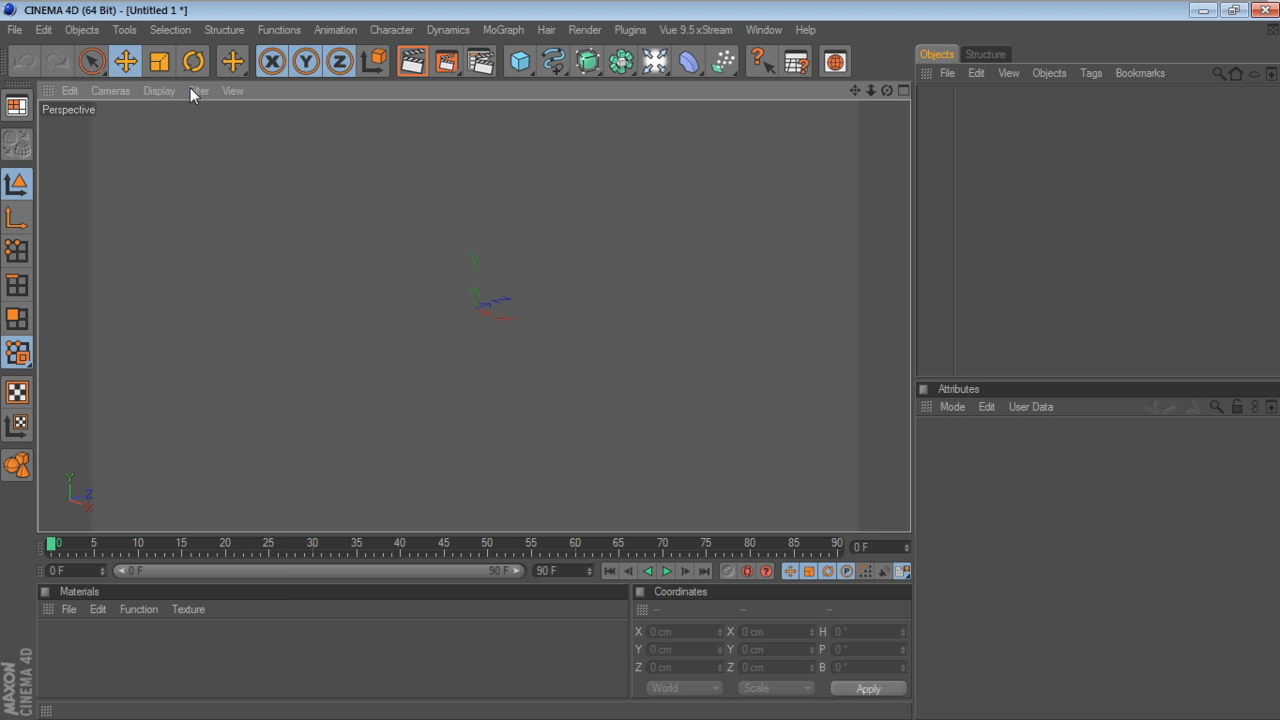 CINEMA 4D (64 Bit) - [Untitled 1 *]
File Edit Objects Tools Selection Structure Functions Animation Character Dynamics MoGraph Hair Render Plugins Vue 9.5 xStream Window Help
X Y Z
Objects Structure
File Edit View Objects Tags Bookmarks
Edit Cameras Display View
Perspective
Y
Y
Z
X
Attributes
Mode Edit User Data
0 5 10 15 20 25 30 35 40 45 50 55 60 65 70 75 80 85 90 0 F
0 F 0 F 90 F 90 F
P
Materials
Coordinates
File Edit Function Texture
-- -- --
X 0 cm X 0 cm H 0 °
Y 0 cm Y 0 cm P 0 °
Z 0 cm Z 0 cm B 0 °
World Scale Apply
MAXON
CINEMA 4D